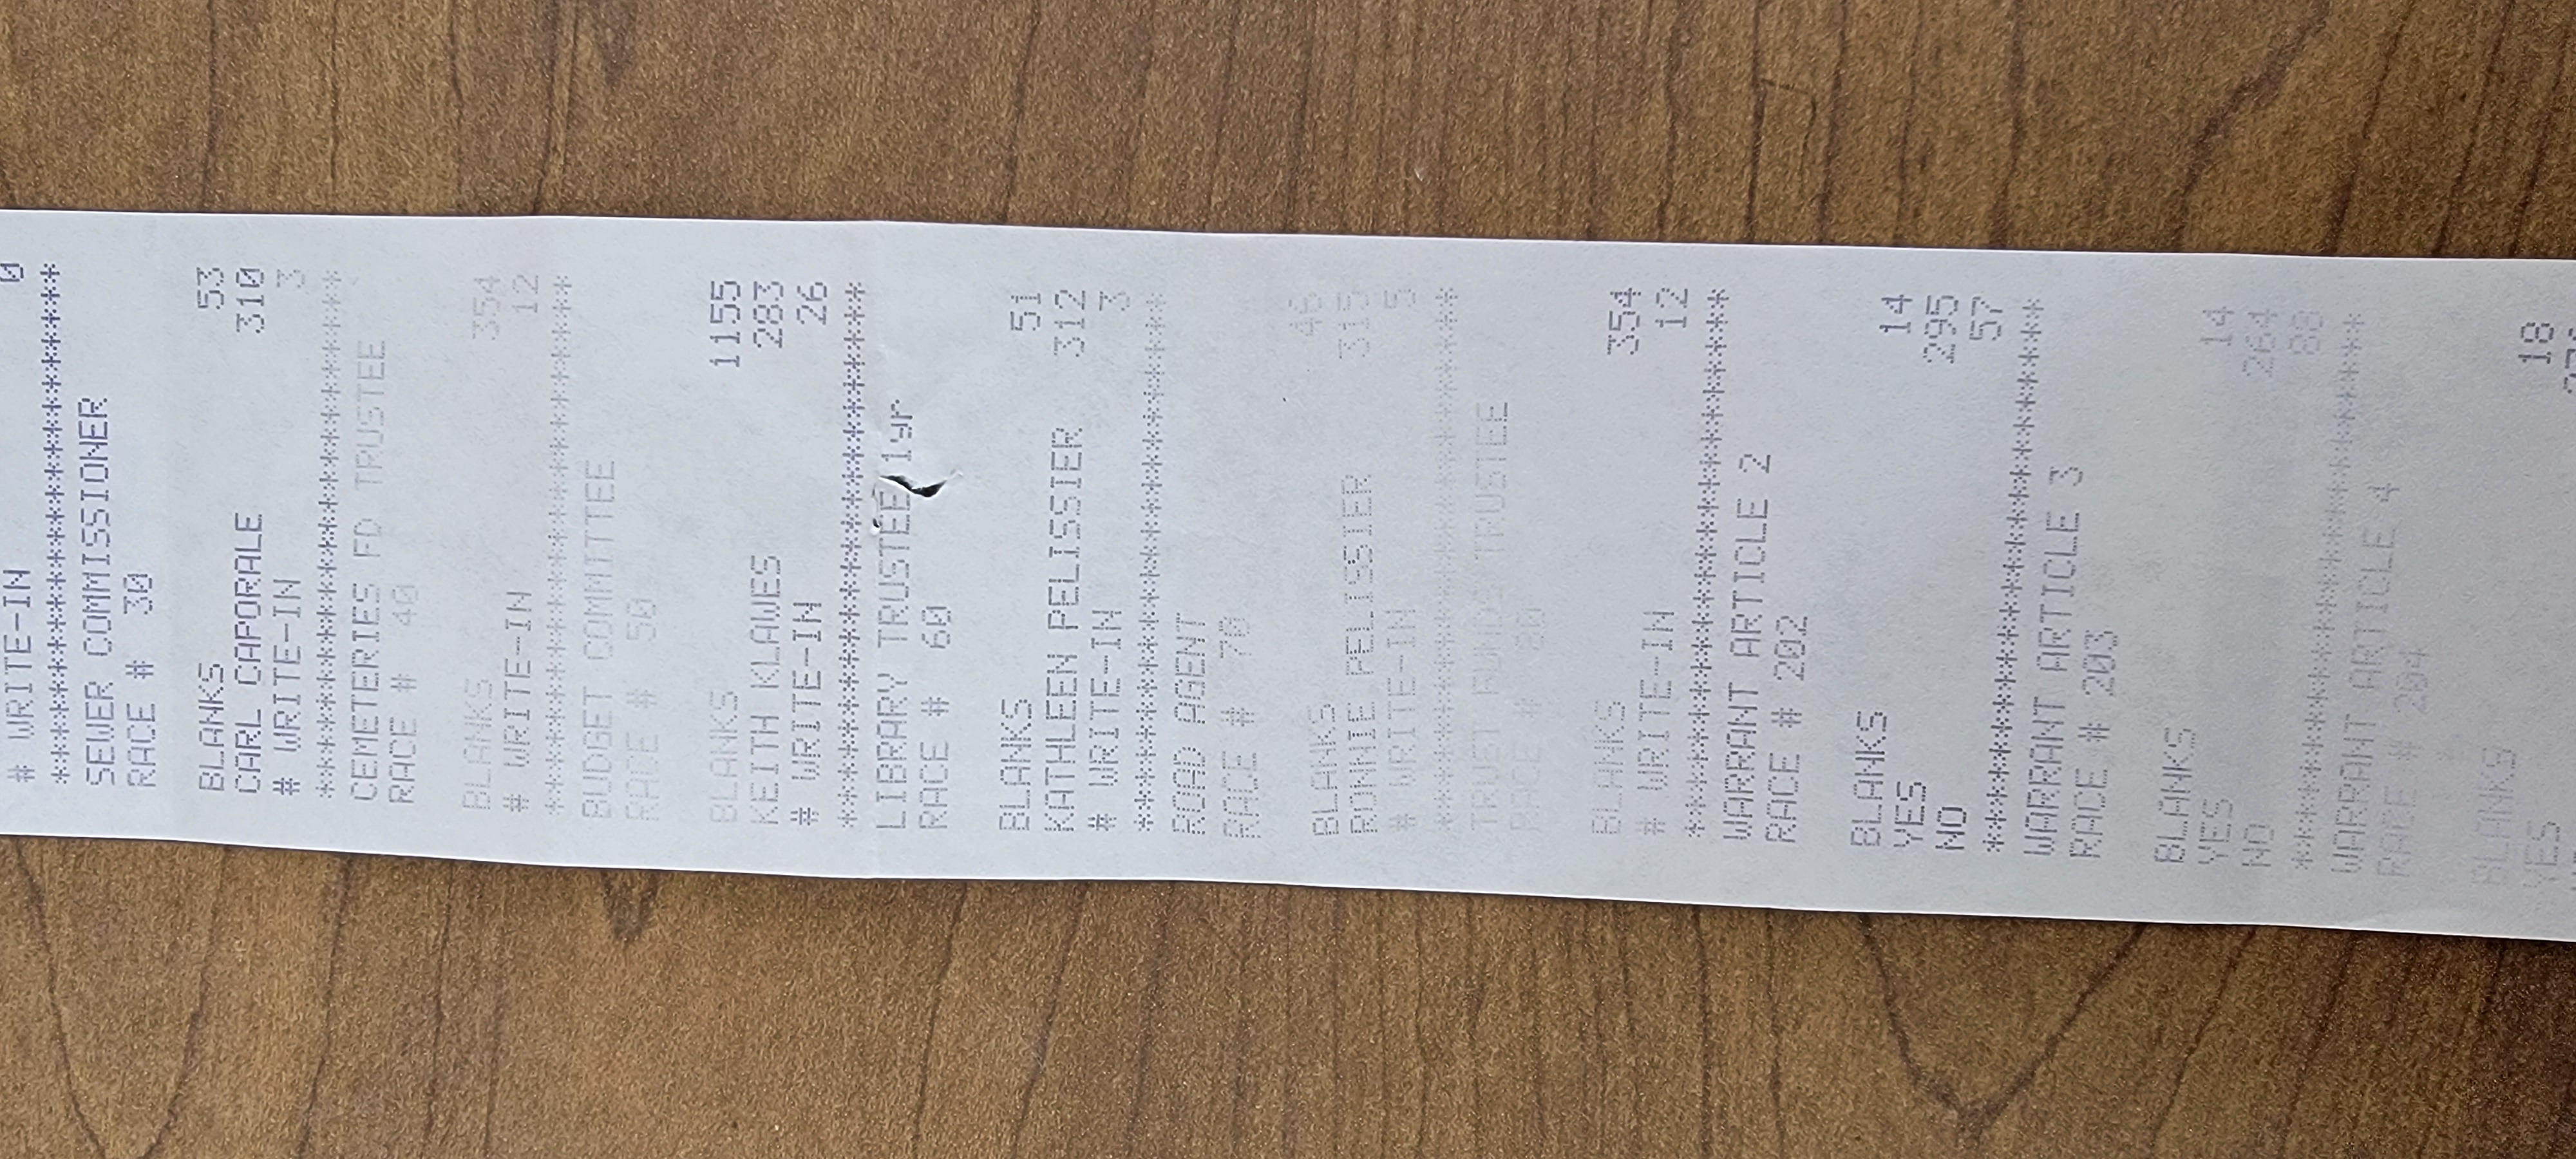 # WRITE-IN 0
***************************
SEWER COMMISSIONER
RACE # 30
BLANKS 53
CARL CAPORALE 310
# WRITE-IN 3
***************************
CEMETERIES FD TRUSTEE
RACE # 40
BLANKS 354
# WRITE-IN 12
***************************
BUDGET COMMITTEE
RACE # 50
BLANKS 1155
KEITH KLAWES 283
# WRITE-IN 26
***************************
LIBRARY TRUSTEE 1yr
RACE # 60
BLANKS 51
KATHLEEN PELISSIER 312
# WRITE-IN 3
***************************
ROAD AGENT
RACE # 70
BLANKS 46
RONNIE PELISSIER 315
# WRITE-IN 5
***************************
TRUST FUNDS TRUSTEE
RACE # 80
BLANKS 354
# WRITE-IN 12
***************************
WARRANT ARTICLE 2
RACE # 202
BLANKS 14
YES 295
NO 57
***************************
WARRANT ARTICLE 3
RACE # 203
BLANKS 14
YES 264
NO 88
***************************
WARRANT ARTICLE 4
RACE # 204
BLANKS 18
YES